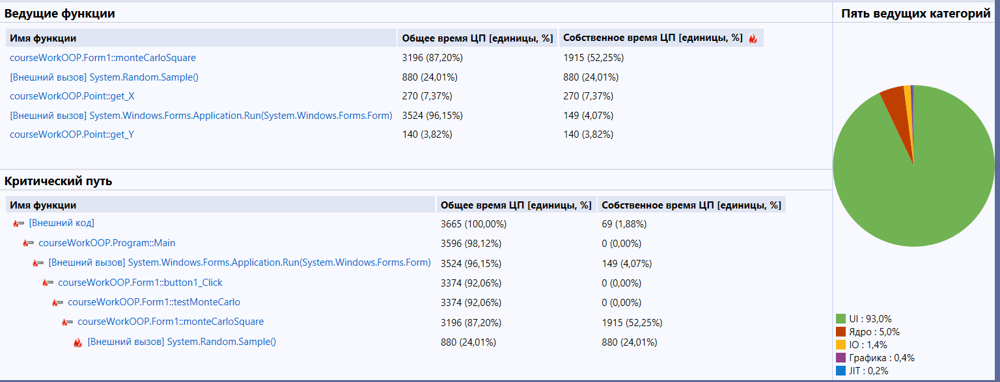 Ведущие функции
Имя функции Общее время ЦП [единицы, %] Собственное время ЦП [единицы, %]
courseWorkOOP.Form1::monteCarloSquare 3196 (87,20%) 1915 (52,25%)
[Внешний вызов] System.Random.Sample() 880 (24,01%) 880 (24,01%)
courseWorkOOP.Point::get_X 270 (7,37%) 270 (7,37%)
[Внешний вызов] System.Windows.Forms.Application.Run(System.Windows.Forms.Form) 3524 (96,15%) 149 (4,07%)
courseWorkOOP.Point::get_Y 140 (3,82%) 140 (3,82%)
Критический путь
Имя функции Общее время ЦП [единицы, %] Собственное время ЦП [единицы, %]
[Внешний код] 3665 (100,00%) 69 (1,88%)
courseWorkOOP.Program::Main 3596 (98,12%) 0 (0,00%)
[Внешний вызов] System.Windows.Forms.Application.Run(System.Windows.Forms.Form) 3524 (96,15%) 149 (4,07%)
courseWorkOOP.Form1::button1_Click 3374 (92,06%) 0 (0,00%)
courseWorkOOP.Form1::testMonteCarlo 3374 (92,06%) 0 (0,00%)
courseWorkOOP.Form1::monteCarloSquare 3196 (87,20%) 1915 (52,25%)
[Внешний вызов] System.Random.Sample() 880 (24,01%) 880 (24,01%)
Пять ведущих категорий
UI : 93,0%
Ядро : 5,0%
IO : 1,4%
Графика : 0,4%
JIT : 0,2%